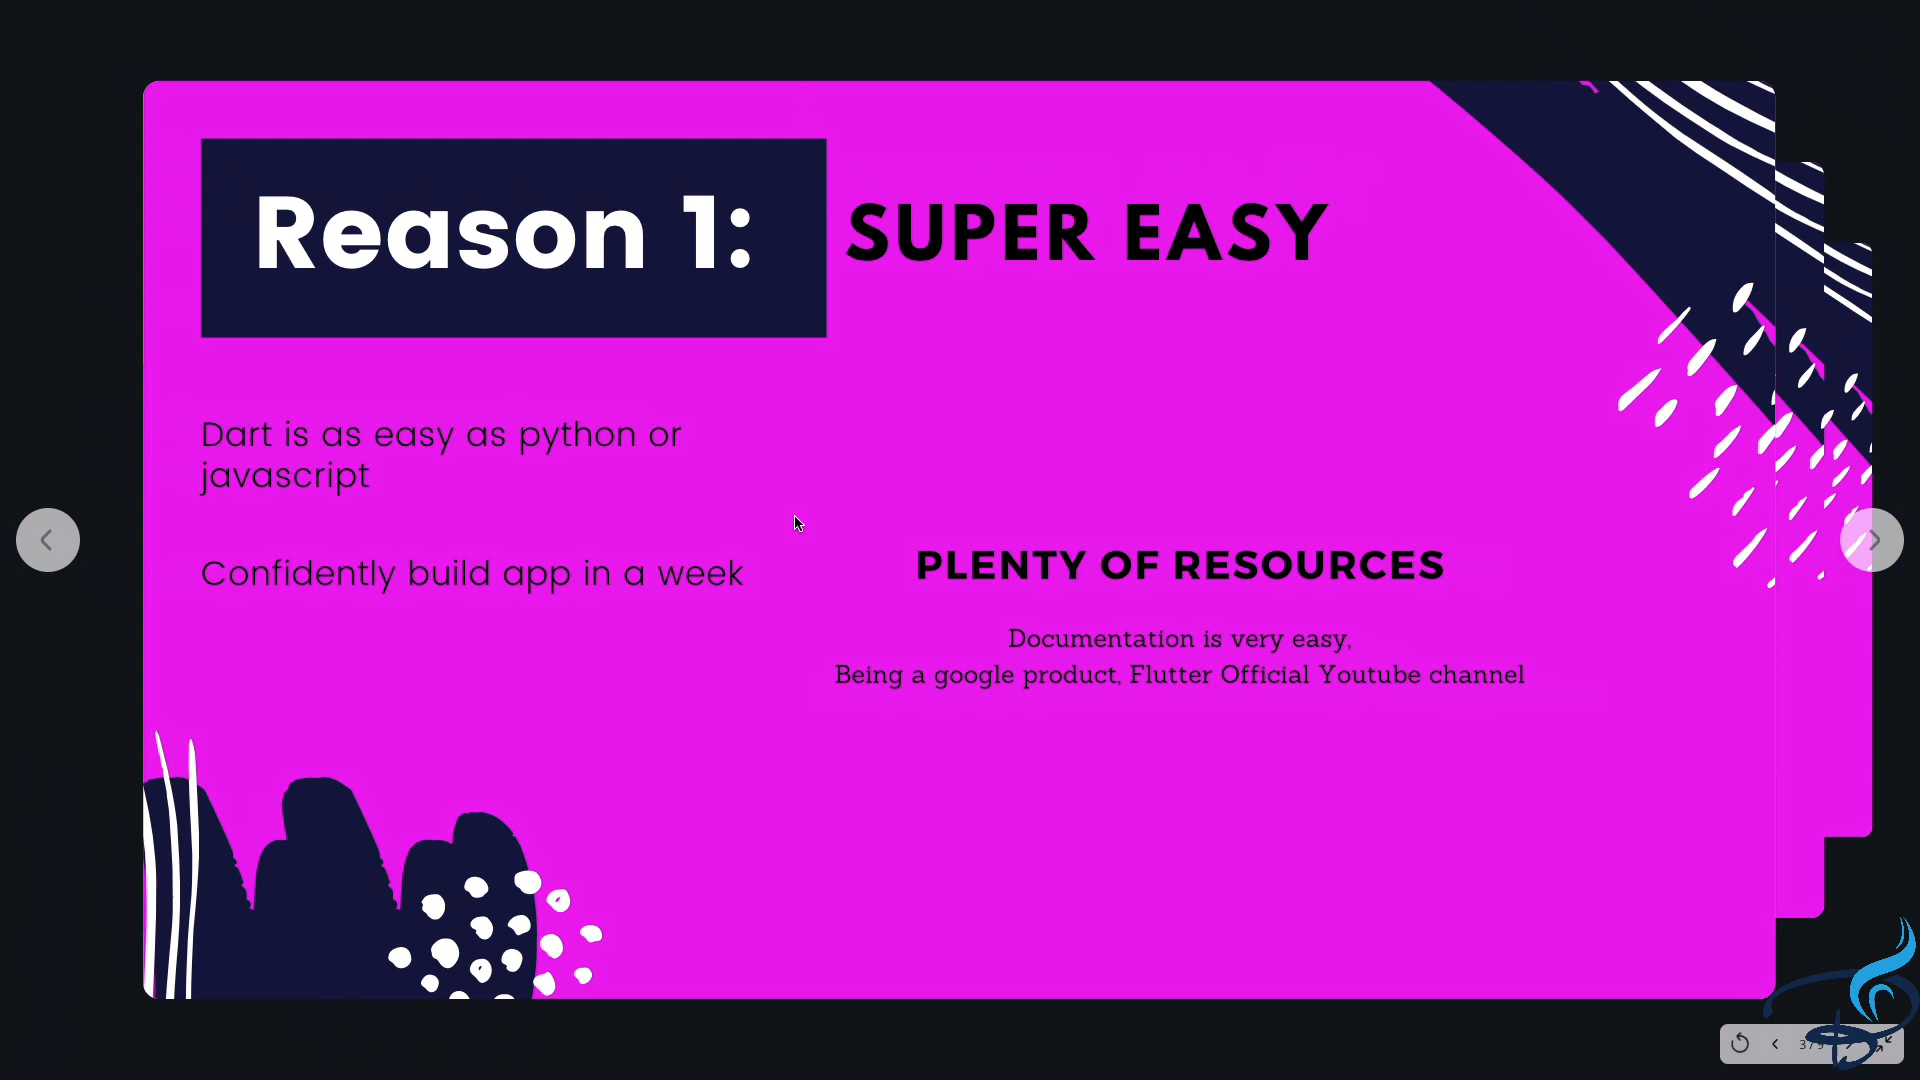 Reason 1:
SUPER EASY
Dart is as easy as python or
javascript
Confidently build app in a week
PLENTY OF RESOURCES
Documentation is very easy,
Being a google product, Flutter Official Youtube channel